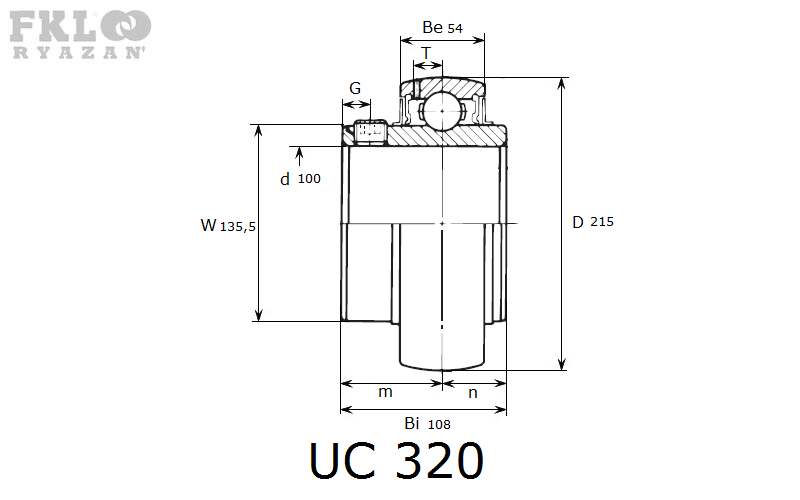 FKL
RYAZAN'
Be 54
T
G
d 100
W 135,5
D 215
m
n
Bi 108
UC 320